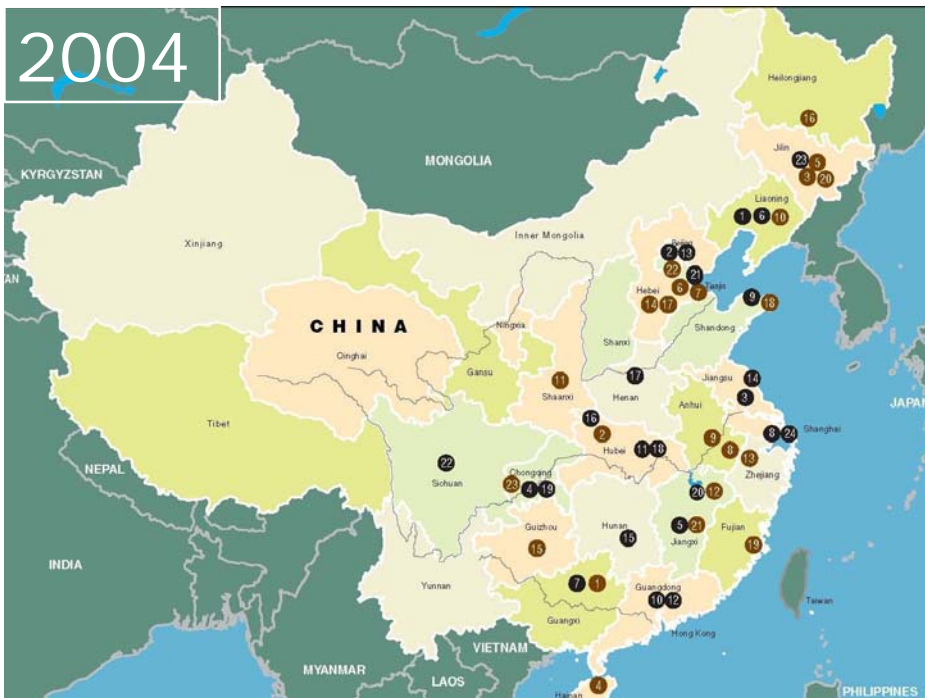 2004
Heilongjiang
16
MONGOLIA
Jilin
23 5
3 20
KYRGYZSTAN
Liaoning
1 6 10
Xinjiang
Inner Mongolia
Beijing
2 13
22 21
6 7 Tianjin
Hebei
14 17
9 18
CHINA
Ningxia
Shanxi
Shandong
Qinghai
Gansu
11
Shaanxi
17
Henan
Jiangsu 14
3
JAPAN
Anhui
Tibet
16
2
Hubei 11 18
9 8 13
8 24 Shanghai
Zhejiang
NEPAL
22
Sichuan
Chongqing
23 4 19
20 12
Guizhou
15
Hunan
15
5 21
Jiangxi
Fujian
19
INDIA
Yunnan
7 1
Guangxi
Guangdong
10 12
Taiwan
Hong Kong
VIETNAM
MYANMAR
LAOS
4
Hainan
PHILIPPINES